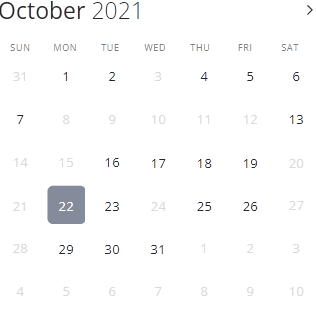 October 2021
SUN MON TUE WED THU FRI SAT
31 1 2 3 4 5 6
7 8 9 10 11 12 13
14 15 16 17 18 19 20
21 22 23 24 25 26 27
28 29 30 31 1 2 3
4 5 6 7 8 9 10